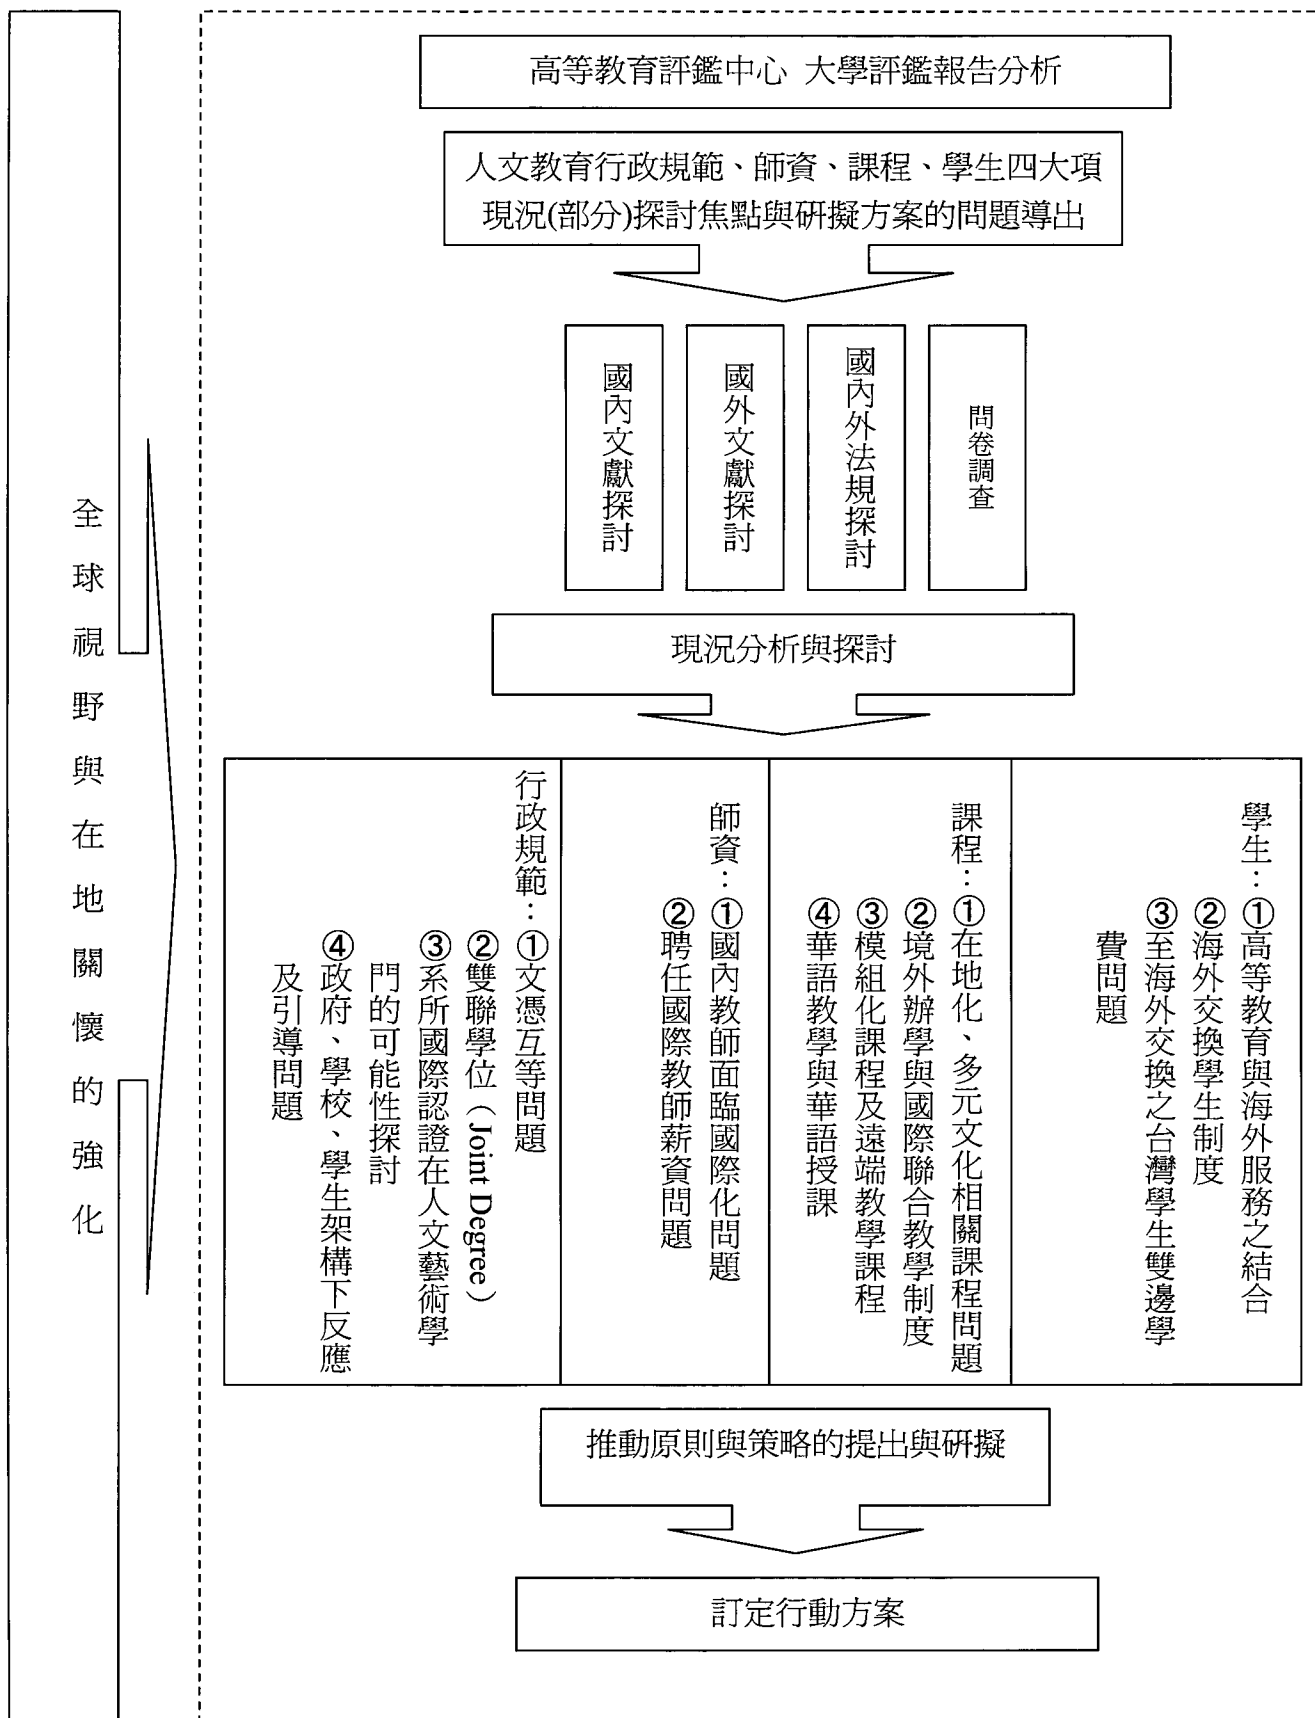 全球視野與在地關懷的強化
高等教育評鑑中心 大學評鑑報告分析
人文教育行政規範、師資、課程、學生四大項
現況(部分)探討焦點與研擬方案的問題導出
國內文獻探討
國外文獻探討
國內外法規探討
問卷調查
現況分析與探討
行政規範：①文憑互等問題
②雙聯學位（Joint Degree）
③系所國際認證在人文藝術學
門的可能性探討
④政府、學校、學生架構下反應
及引導問題
師資：①國內教師面臨國際化問題
②聘任國際教師薪資問題
課程：①在地化、多元文化相關課程問題
②境外辦學與國際聯合教學制度
③模組化課程及遠端教學課程
④華語教學與華語授課
學生：①高等教育與海外服務之結合
②海外交換學生制度
③至海外交換之台灣學生雙邊學
費問題
推動原則與策略的提出與研擬
訂定行動方案